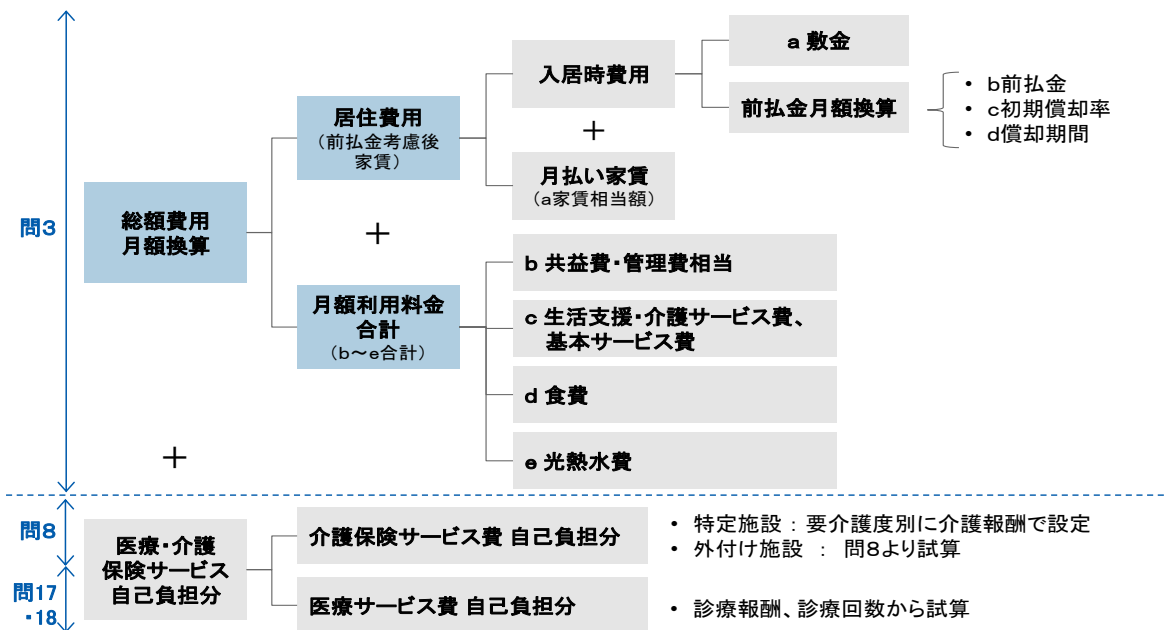 a 敷金
入居時費用
前払金月額換算
• b前払金
• c初期償却率
• d償却期間
居住費用
（前払金考慮後
家賃）
＋
月払い家賃
（a家賃相当額）
問3
総額費用
月額換算
＋
b 共益費・管理費相当
月額利用料金
合計
（b～e合計）
c 生活支援・介護サービス費、
基本サービス費
d 食費
e 光熱水費
＋
問8
医療・介護
保険サービス
自己負担分
介護保険サービス費 自己負担分
• 特定施設 ： 要介護度別に介護報酬で設定
• 外付け施設 ： 問8より試算
問17
・18
医療サービス費 自己負担分
• 診療報酬、診療回数から試算